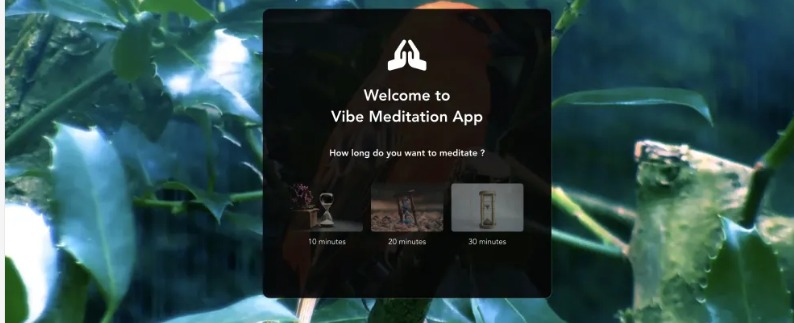 Welcome to
Vibe Meditation App
How long do you want to meditate ?
10 minutes
20 minutes
30 minutes